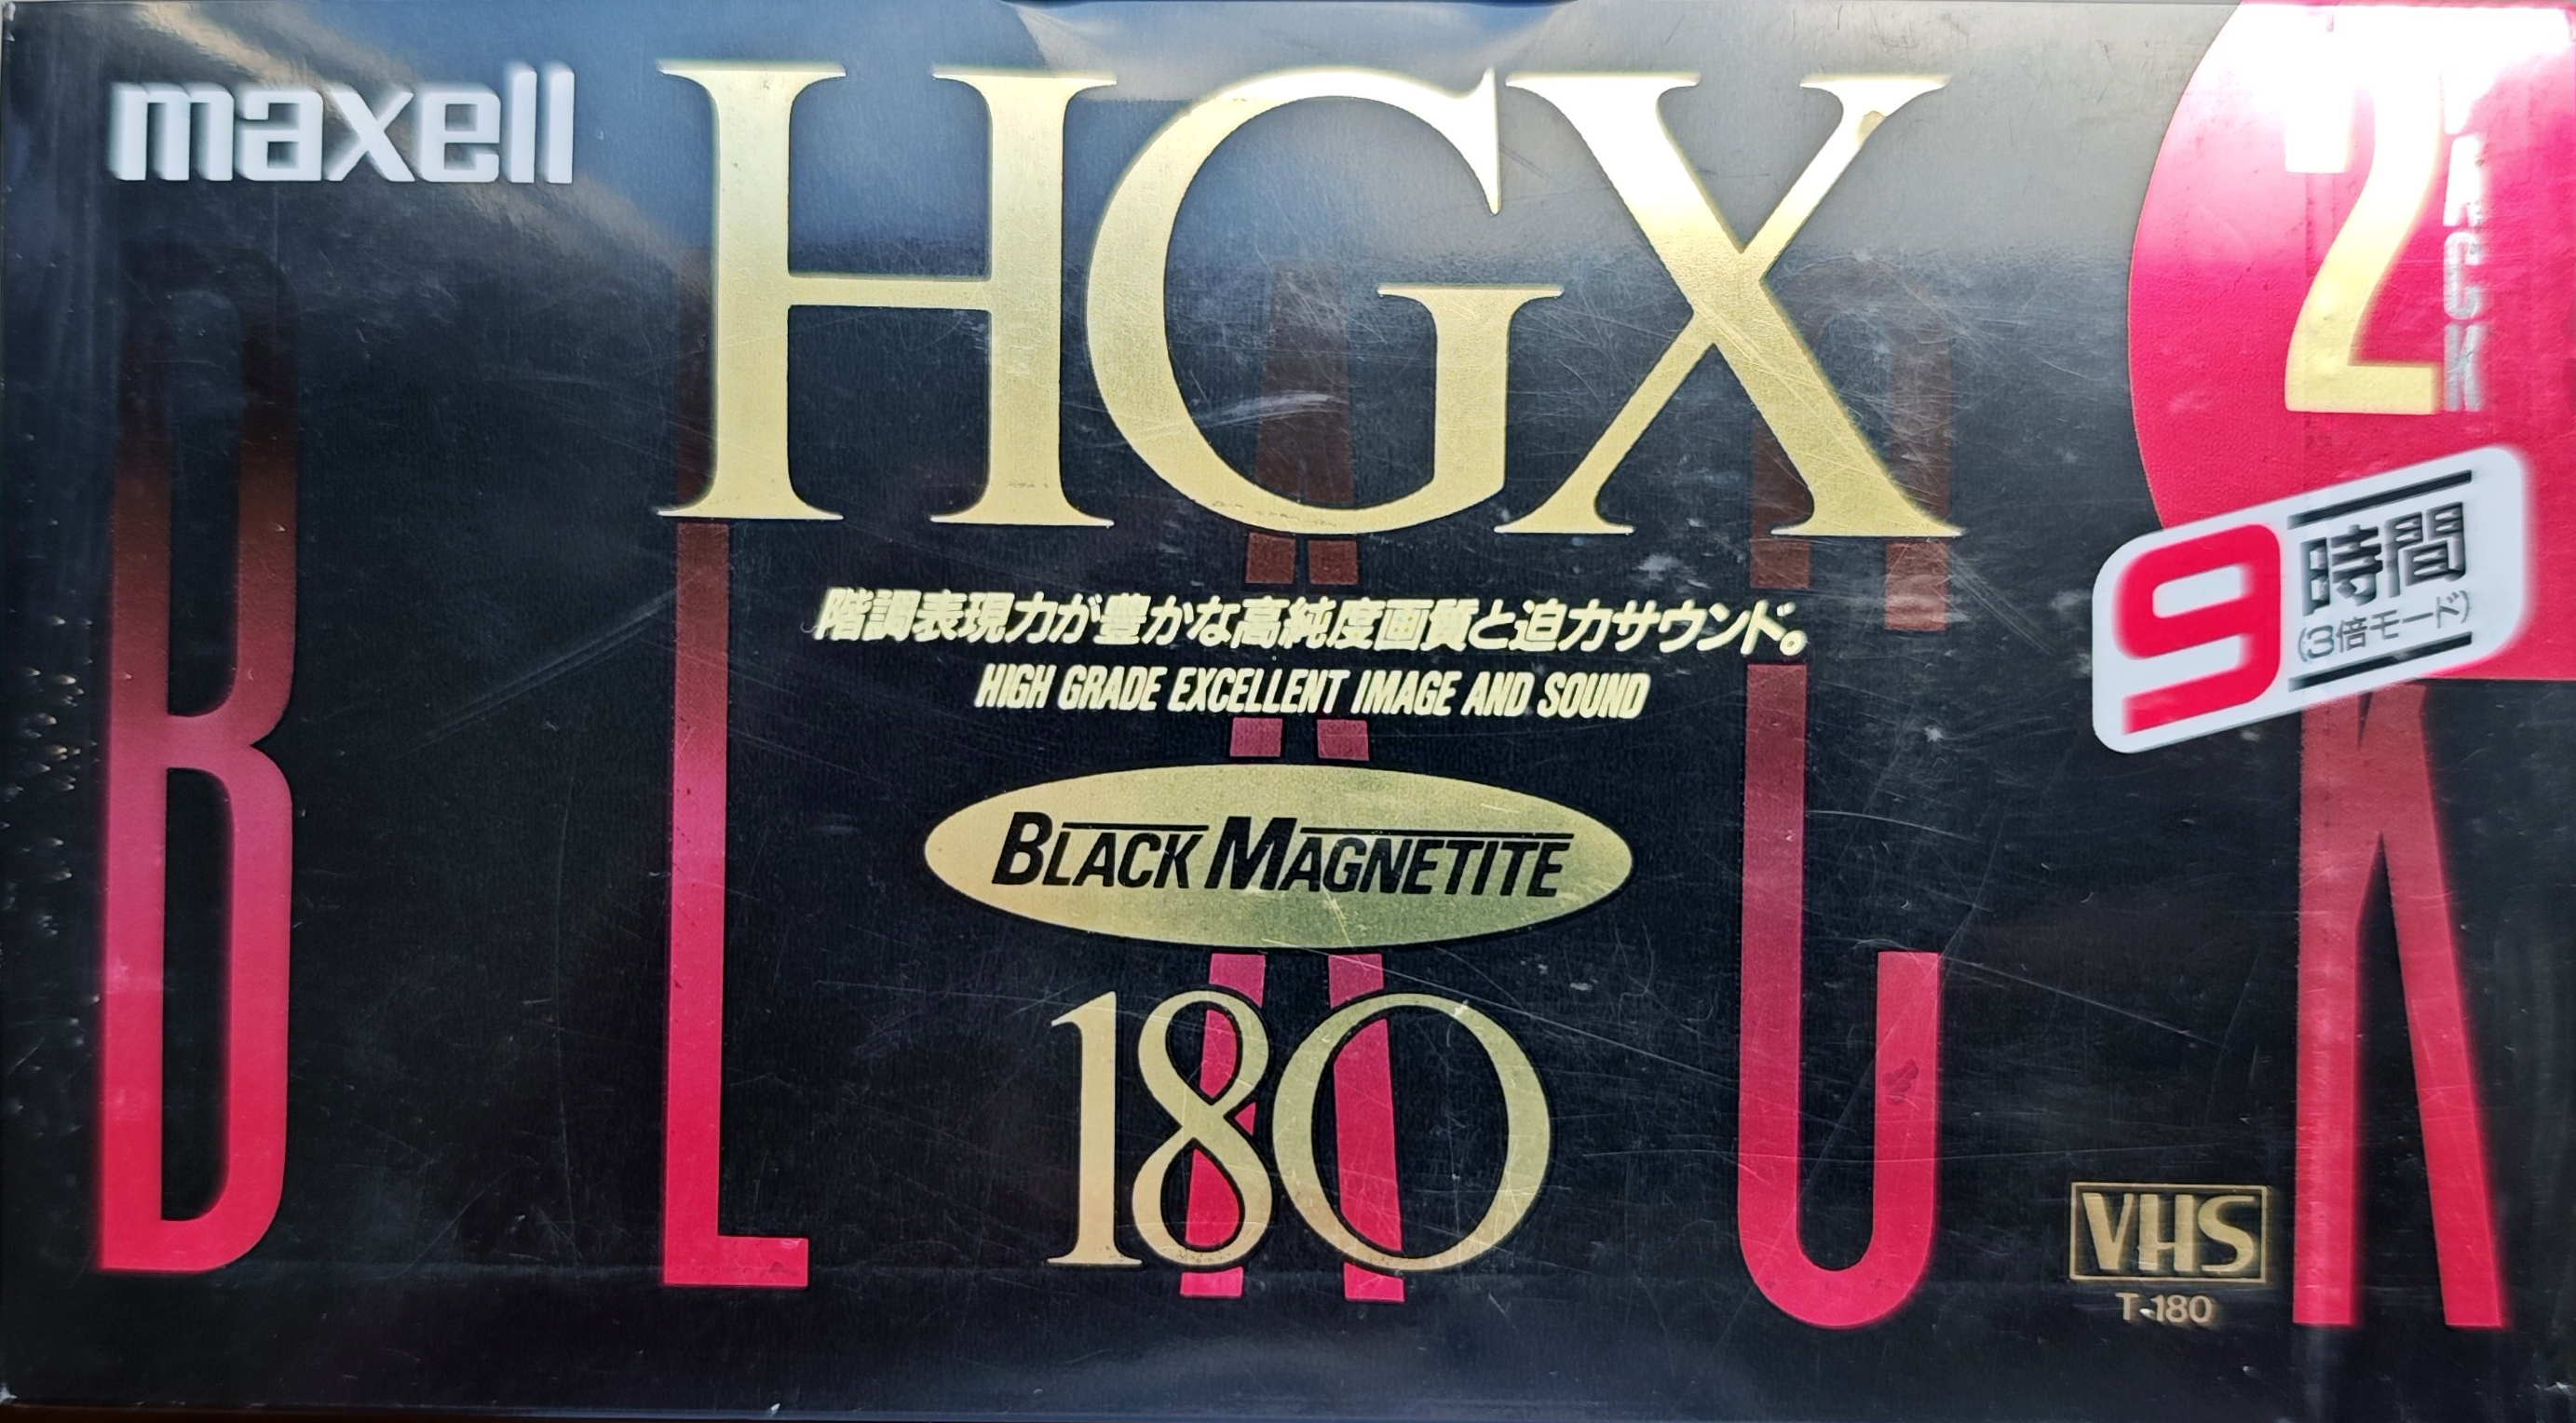 maxell
HGX
2
PACK
9時間
(3倍モード)
階調表現力が豊かな高純度画質と迫力サウンド。
HIGH GRADE EXCELLENT IMAGE AND SOUND
BLACK MAGNETITE
180
BLACK
VHS
T-180